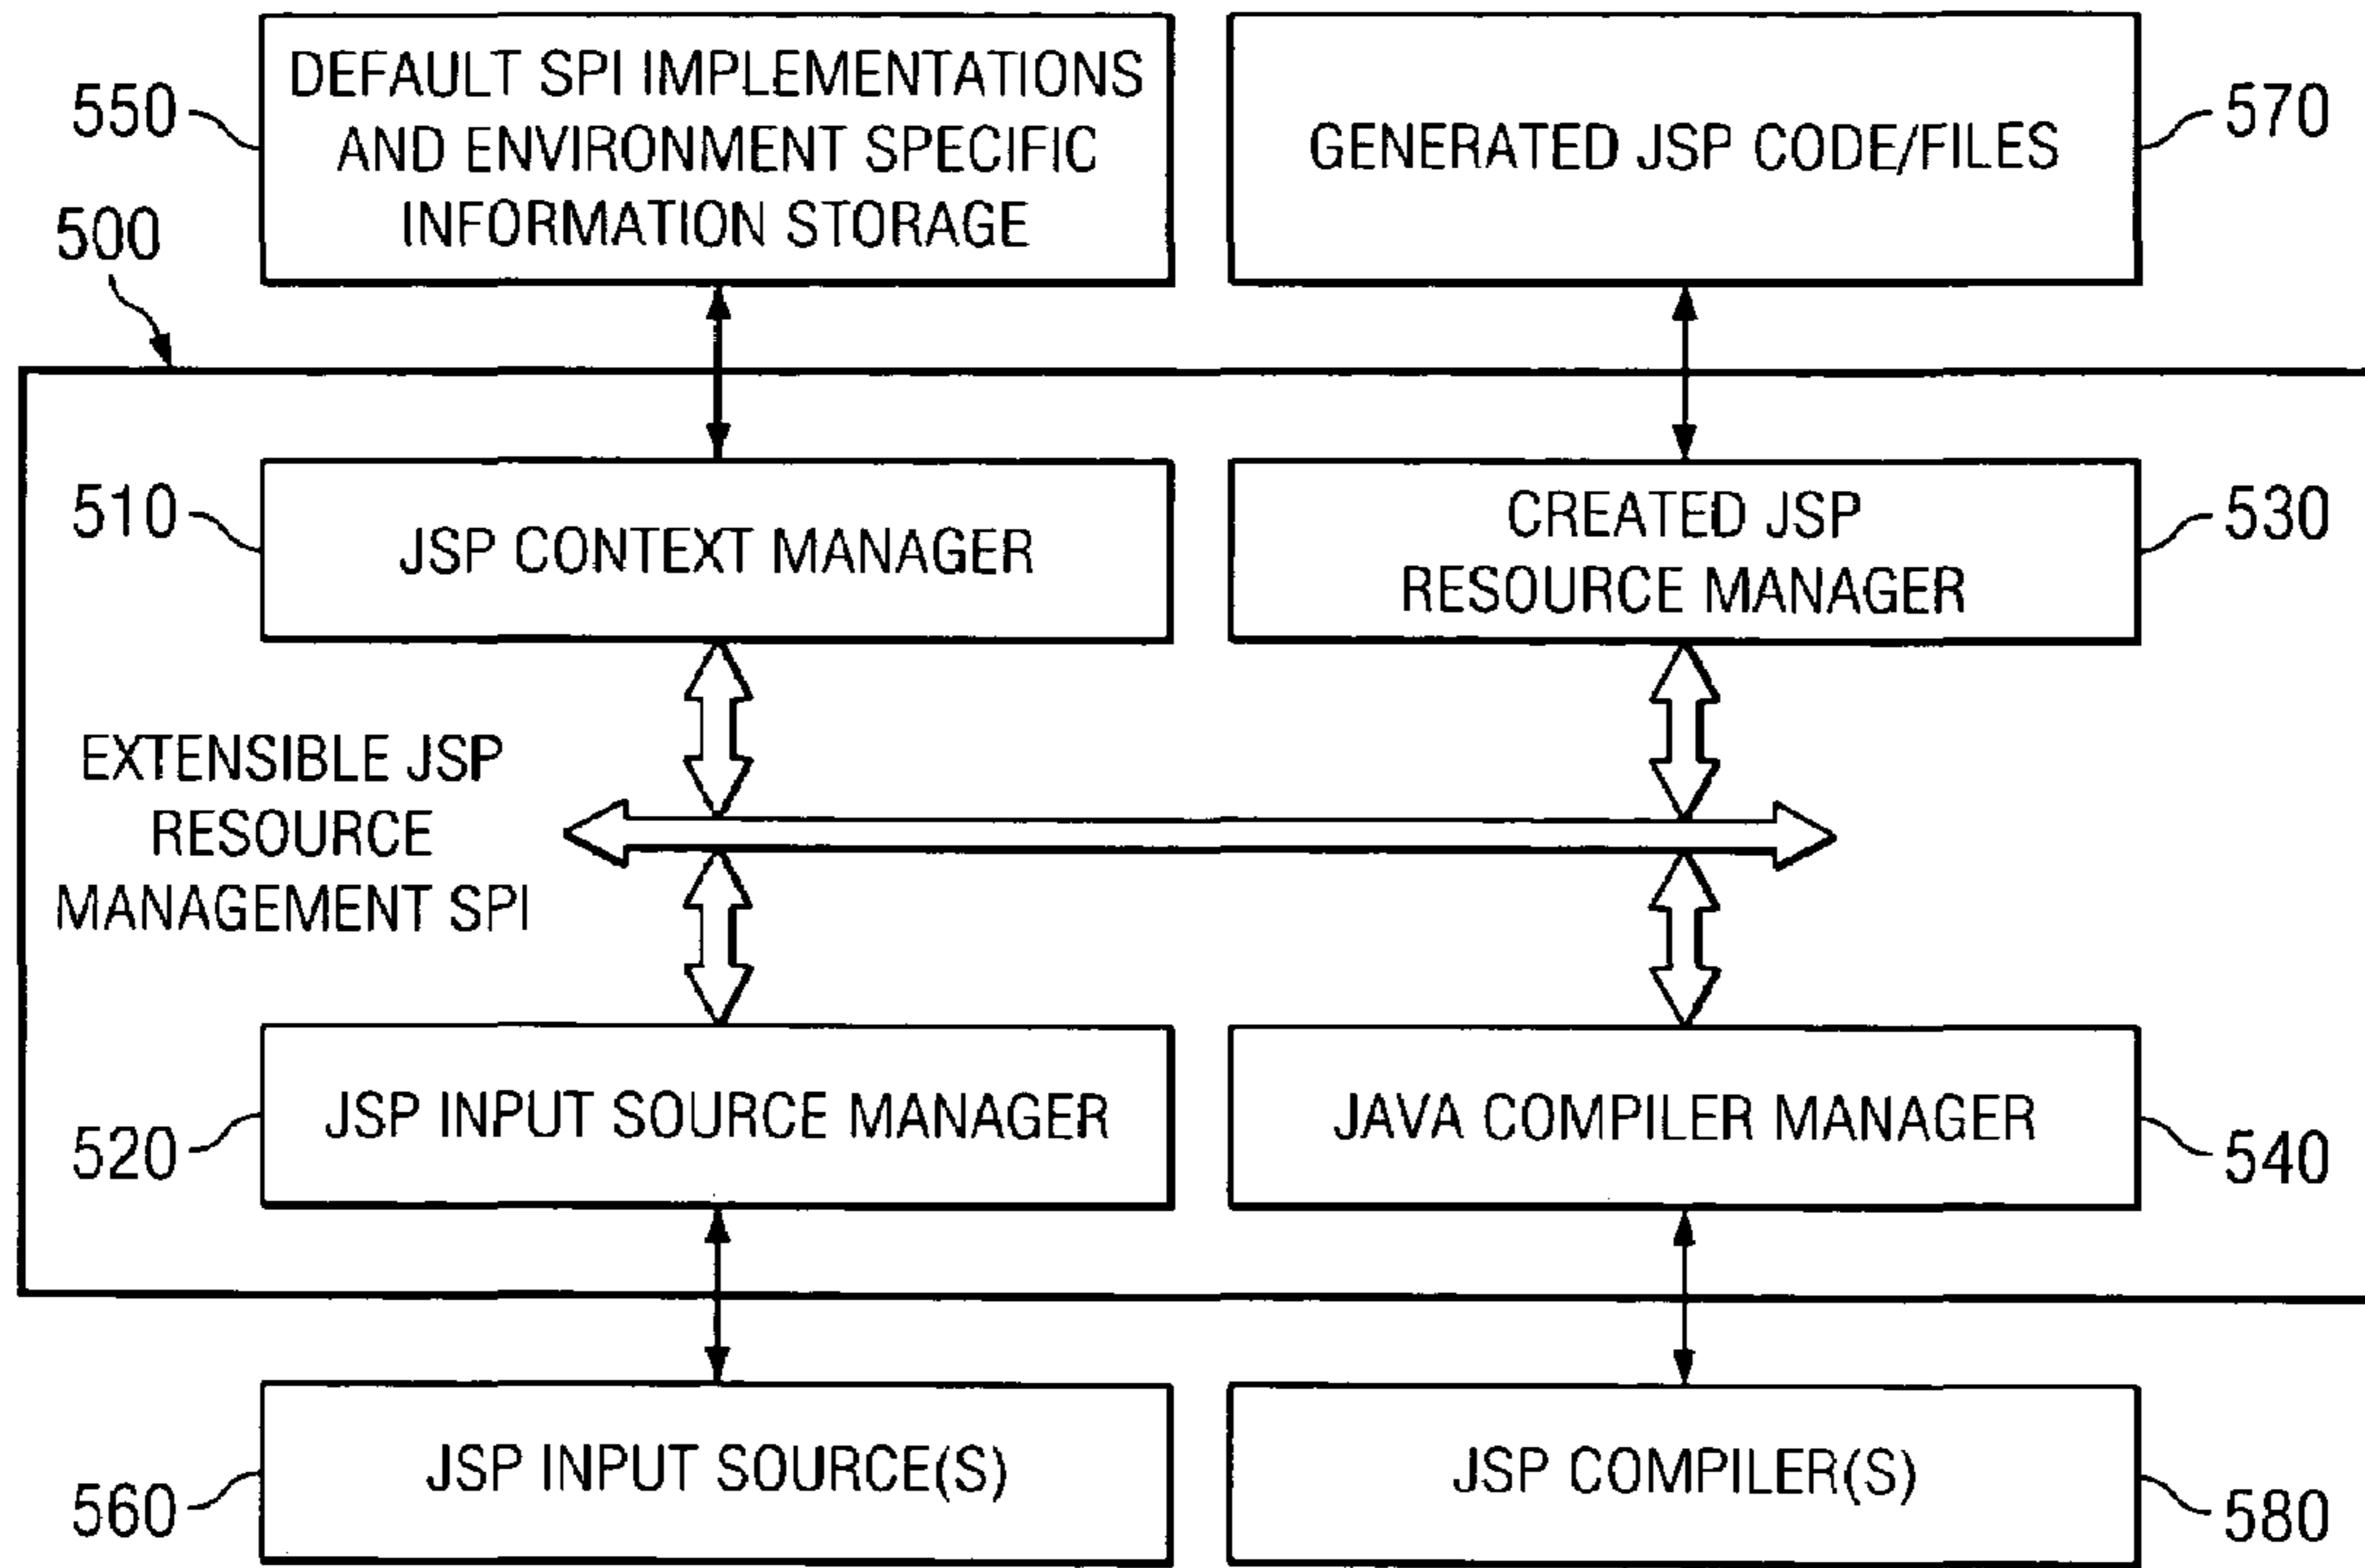 550
DEFAULT SPI IMPLEMENTATIONS
AND ENVIRONMENT SPECIFIC
INFORMATION STORAGE
GENERATED JSP CODE/FILES
570
500
510
JSP CONTEXT MANAGER
CREATED JSP
RESOURCE MANAGER
530
EXTENSIBLE JSP
RESOURCE
MANAGEMENT SPI
520
JSP INPUT SOURCE MANAGER
JAVA COMPILER MANAGER
540
560
JSP INPUT SOURCE(S)
JSP COMPILER(S)
580